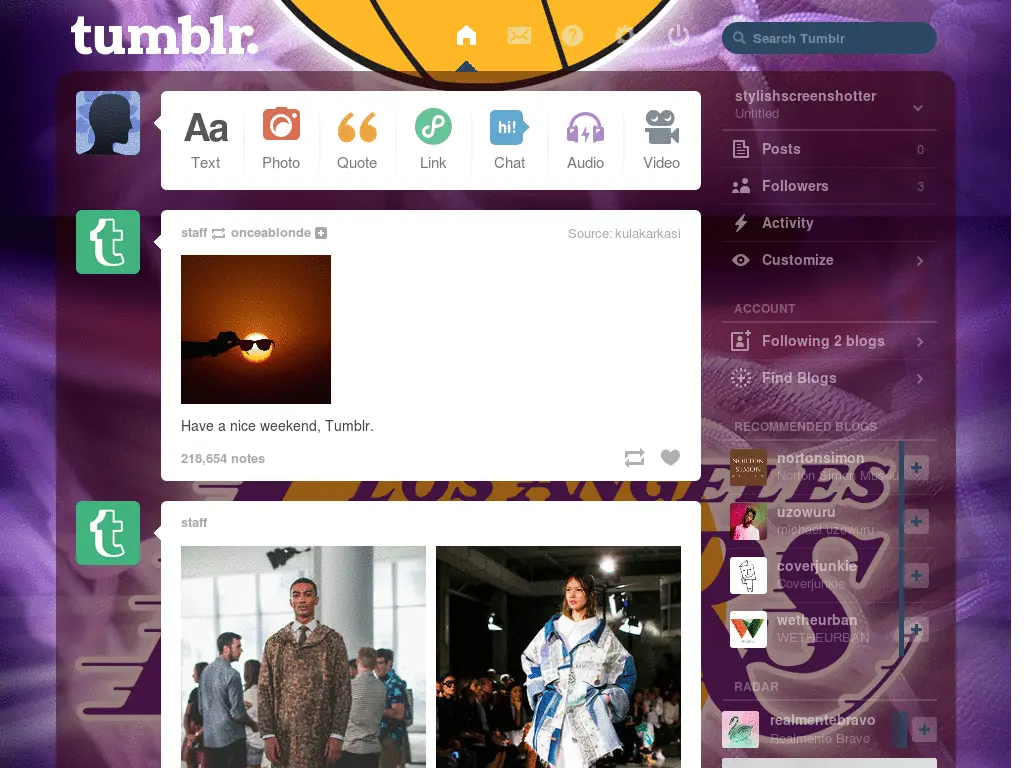 tumblr.
Search Tumblr
Aa
hi!
Text
Photo
Quote
Link
Chat
Audio
Video
staff onceablonde
Source: kulakarkasi
Have a nice weekend, Tumblr.
218,654 notes
staff
stylishscreenshotter
Untitled
Posts 0
Followers 3
Activity
Customize
ACCOUNT
Following 2 blogs
Find Blogs
RECOMMENDED BLOGS
NORTON
SIMON
nortonsimon
Norton Simon Museu
uzowuru
michael uzowuru
coverjunkie
Coverjunkie
wetheurban
WETHEURBAN
RADAR
realmentebravo
Realmente Bravo
LOS ANGELES